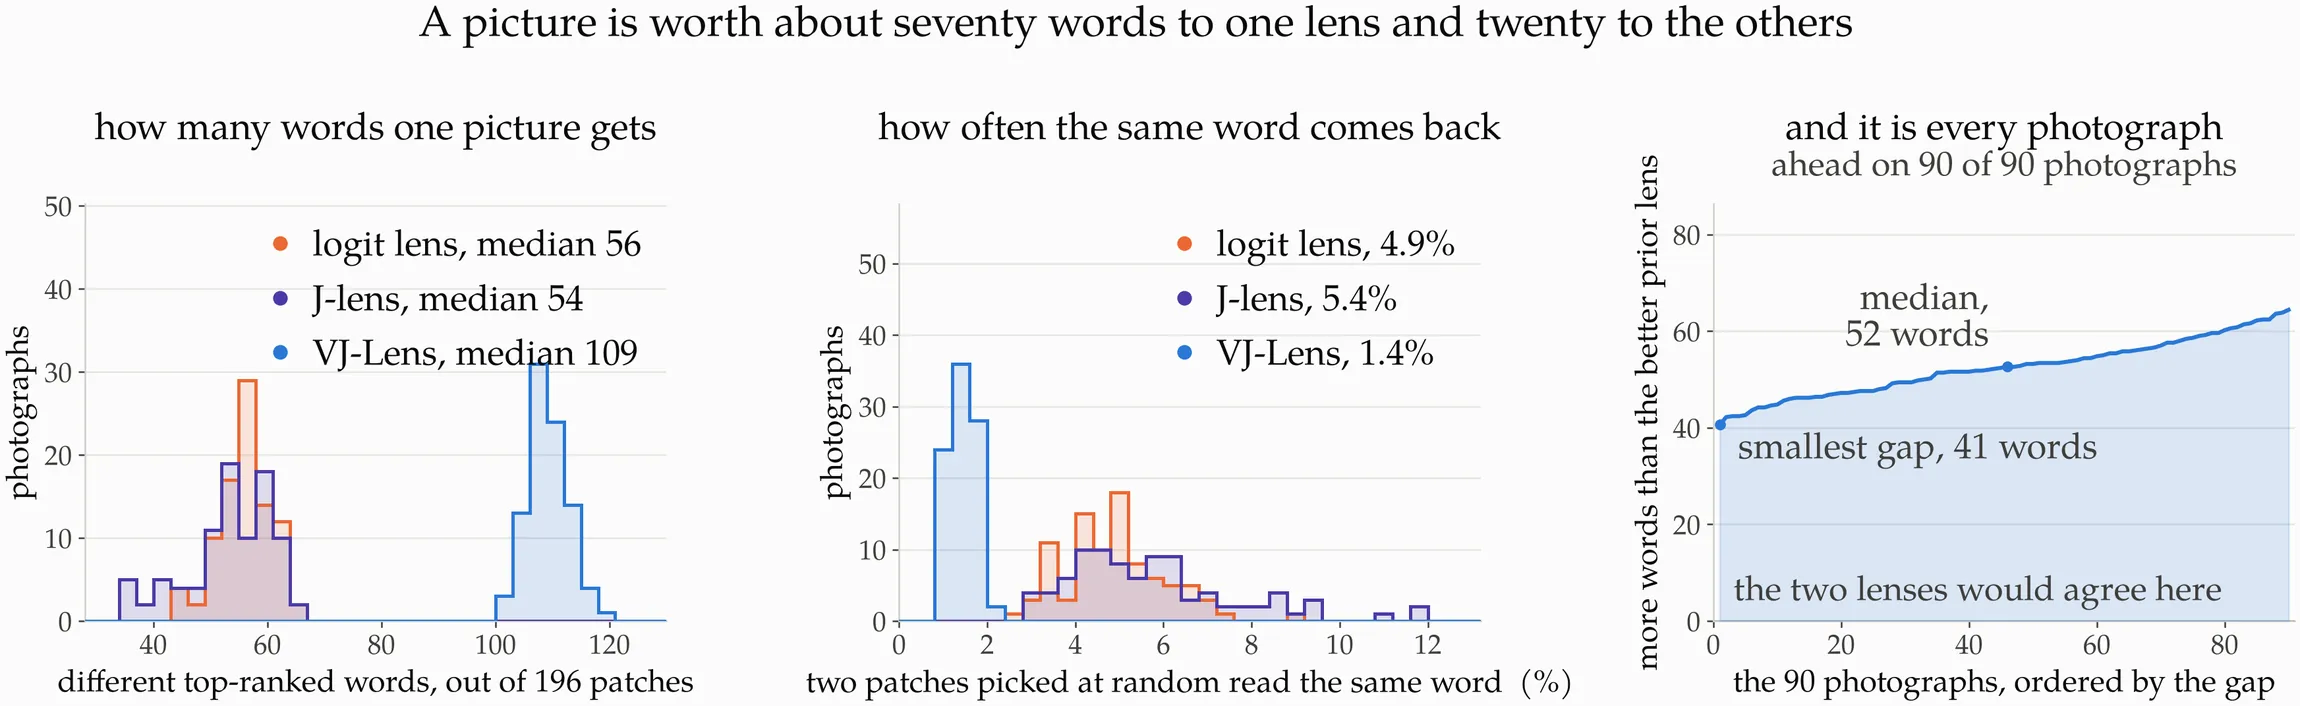 A picture is worth about seventy words to one lens and twenty to the others
how many words one picture gets
50
40
30
20
10
0
photographs
logit lens, median 56
J-lens, median 54
VJ-Lens, median 109
40 60 80 100 120
different top-ranked words, out of 196 patches
how often the same word comes back
50
40
30
20
10
0
photographs
logit lens, 4.9%
J-lens, 5.4%
VJ-Lens, 1.4%
0 2 4 6 8 10 12
two patches picked at random read the same word (%)
and it is every photograph
ahead on 90 of 90 photographs
more words than the better prior lens
80
60
40
20
0
median,
52 words
smallest gap, 41 words
the two lenses would agree here
0 20 40 60 80
the 90 photographs, ordered by the gap